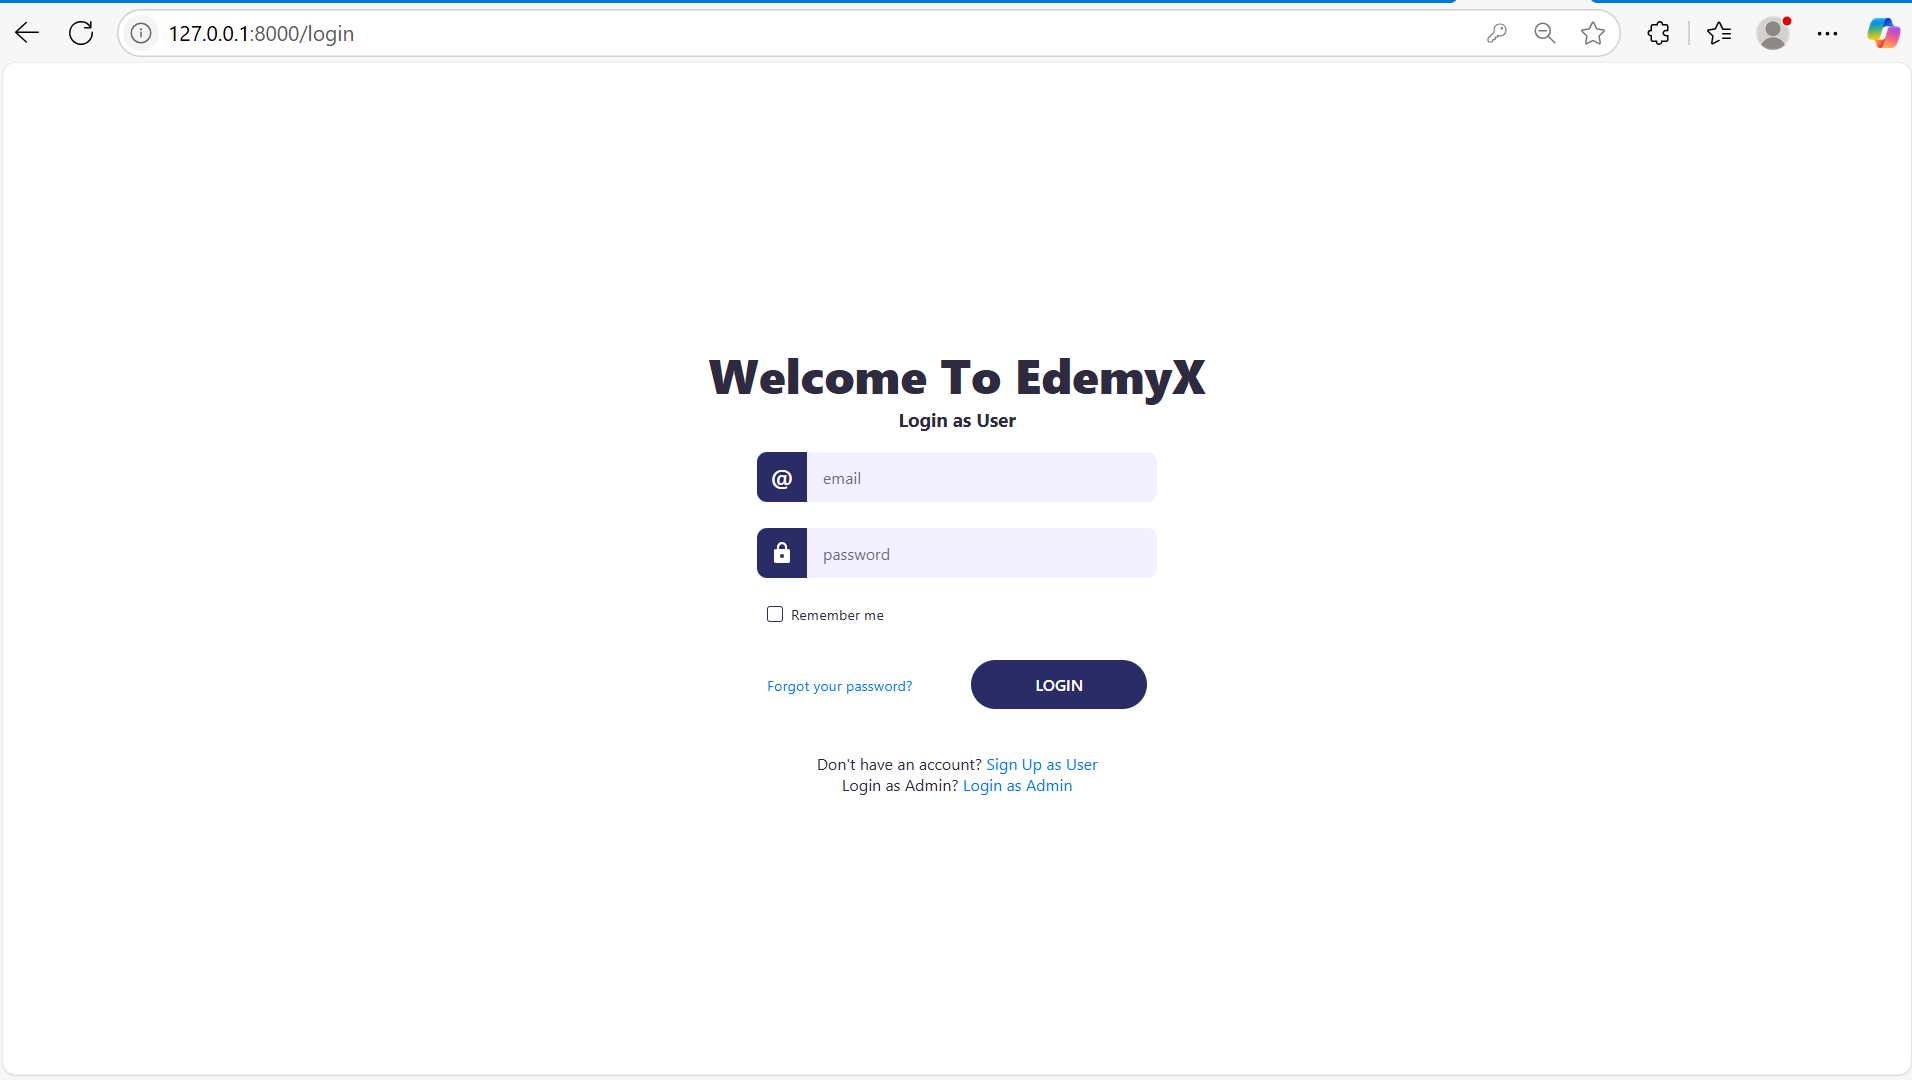 127.0.0.1:8000/login
Welcome To EdemyX
Login as User
@ email
password
Remember me
Forgot your password? LOGIN
Don't have an account? Sign Up as User
Login as Admin? Login as Admin